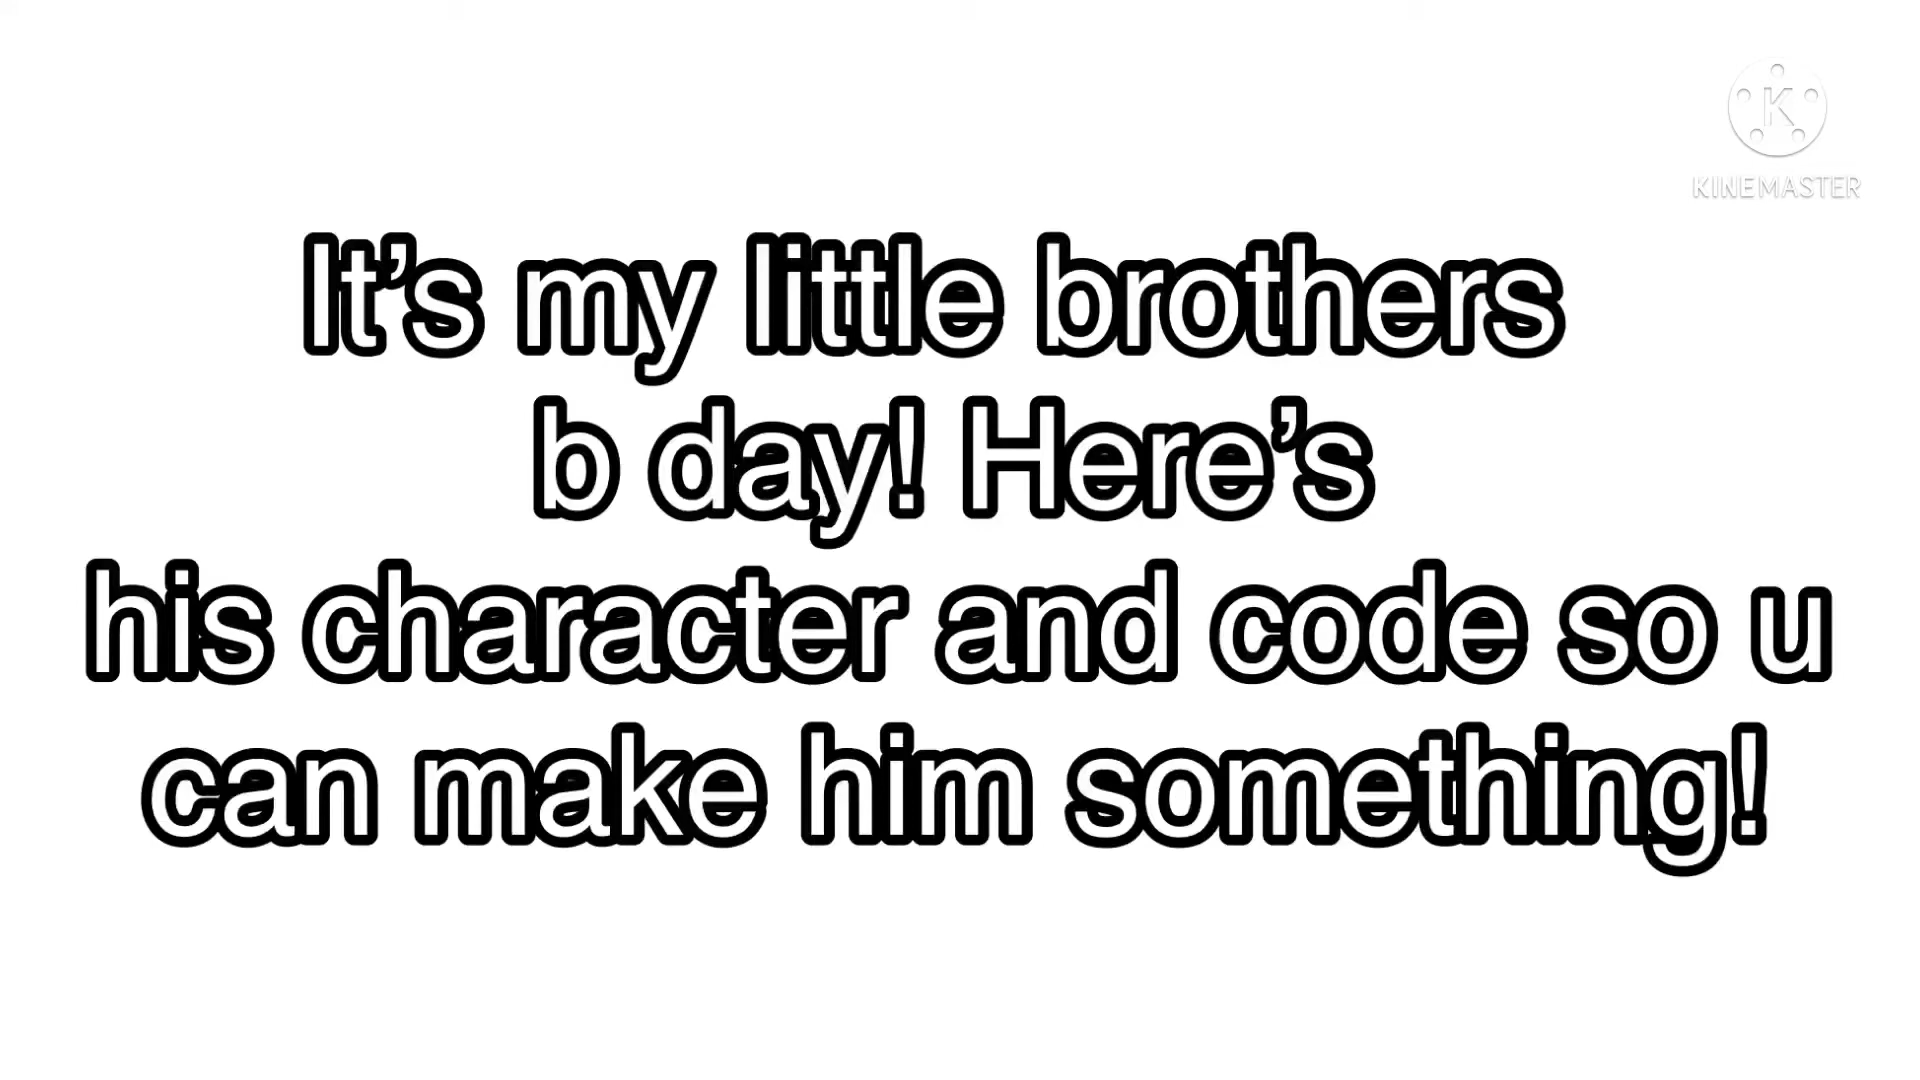 K
KINEMASTER
It’s my little brothers
b day! Here’s
his character and code so u
can make him something!